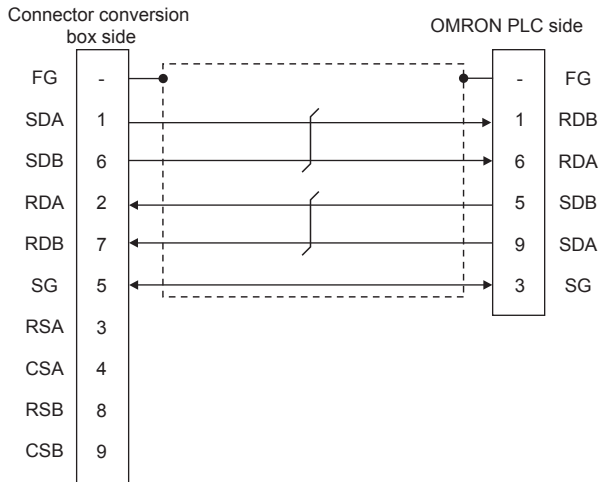 Connector conversion
box side
OMRON PLC side
FG - - FG
SDA 1 1 RDB
SDB 6 6 RDA
RDA 2 5 SDB
RDB 7 9 SDA
SG 5 3 SG
RSA 3
CSA 4
RSB 8
CSB 9